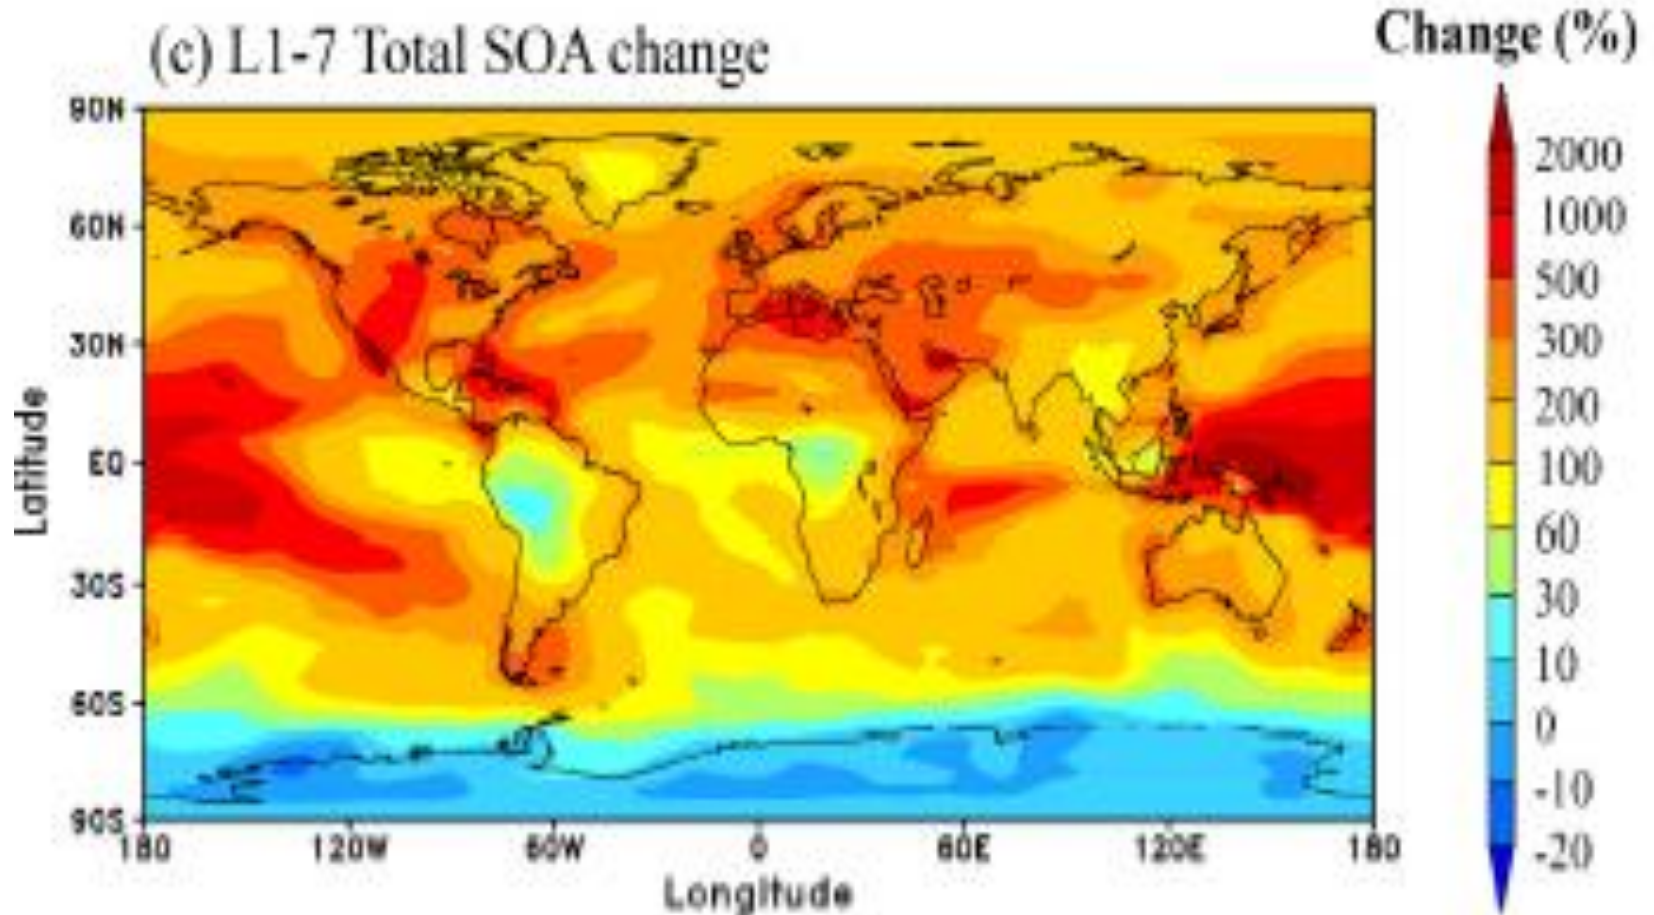 (c) L1-7 Total SOA change
Change (%)
90N
60N
30N
EQ
30S
60S
90S
Latitude
180 120W 60W 0 60E 120E 180
Longitude
2000
1000
500
300
200
100
60
30
10
0
-10
-20